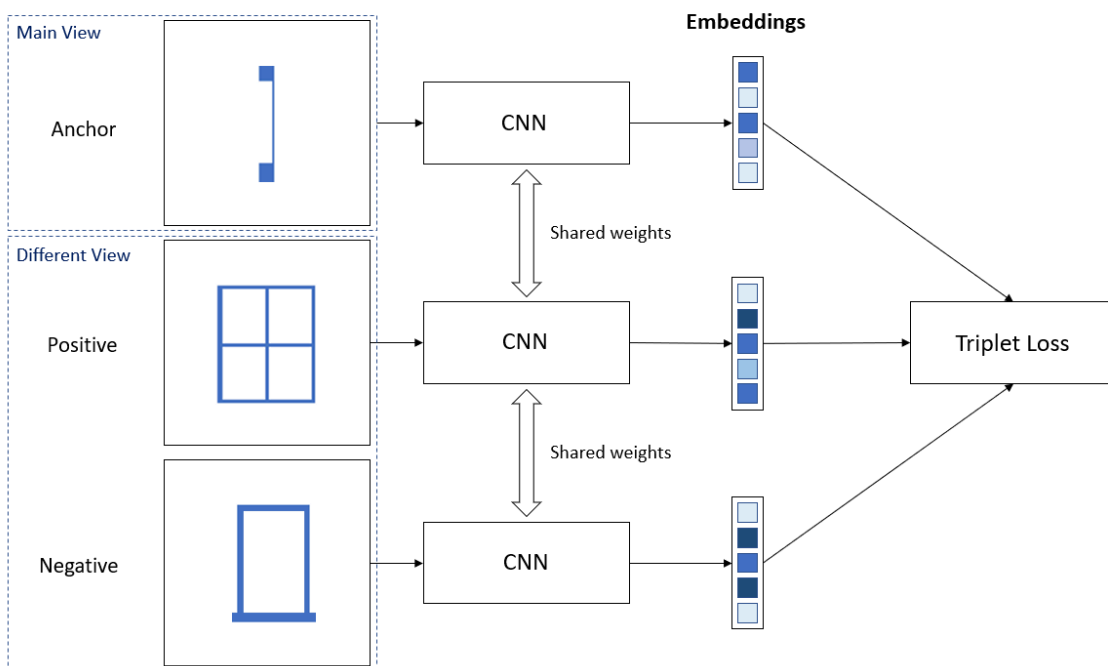 Embeddings
Main View
Anchor
CNN
Shared weights
Different View
Positive
CNN
Triplet Loss
Shared weights
Negative
CNN